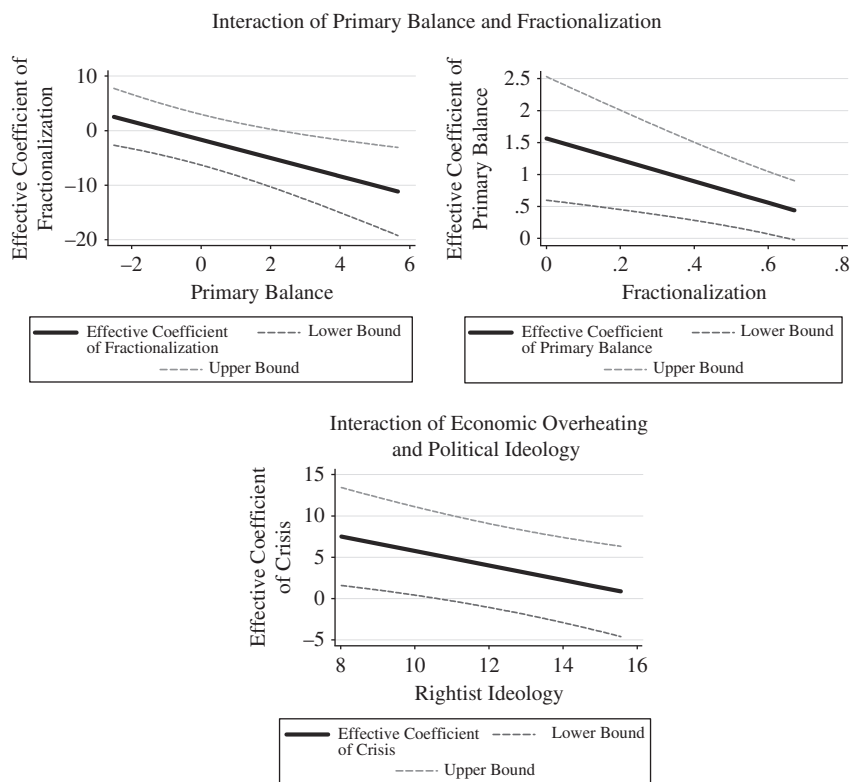 Interaction of Primary Balance and Fractionalization
Effective Coefficient of
Fractionalization
10
0
–10
–20
–2
0
2
4
6
Primary Balance
Effective Coefficient
of Fractionalization
Lower Bound
Upper Bound
Effective Coefficient of
Primary Balance
2.5
2
1.5
1
.5
0
0
.2
.4
.6
.8
Fractionalization
Effective Coefficient
of Primary Balance
Lower Bound
Upper Bound
Interaction of Economic Overheating
and Political Ideology
Effective Coefficient
of Crisis
15
10
5
0
–5
8
10
12
14
16
Rightist Ideology
Effective Coefficient
of Crisis
Lower Bound
Upper Bound